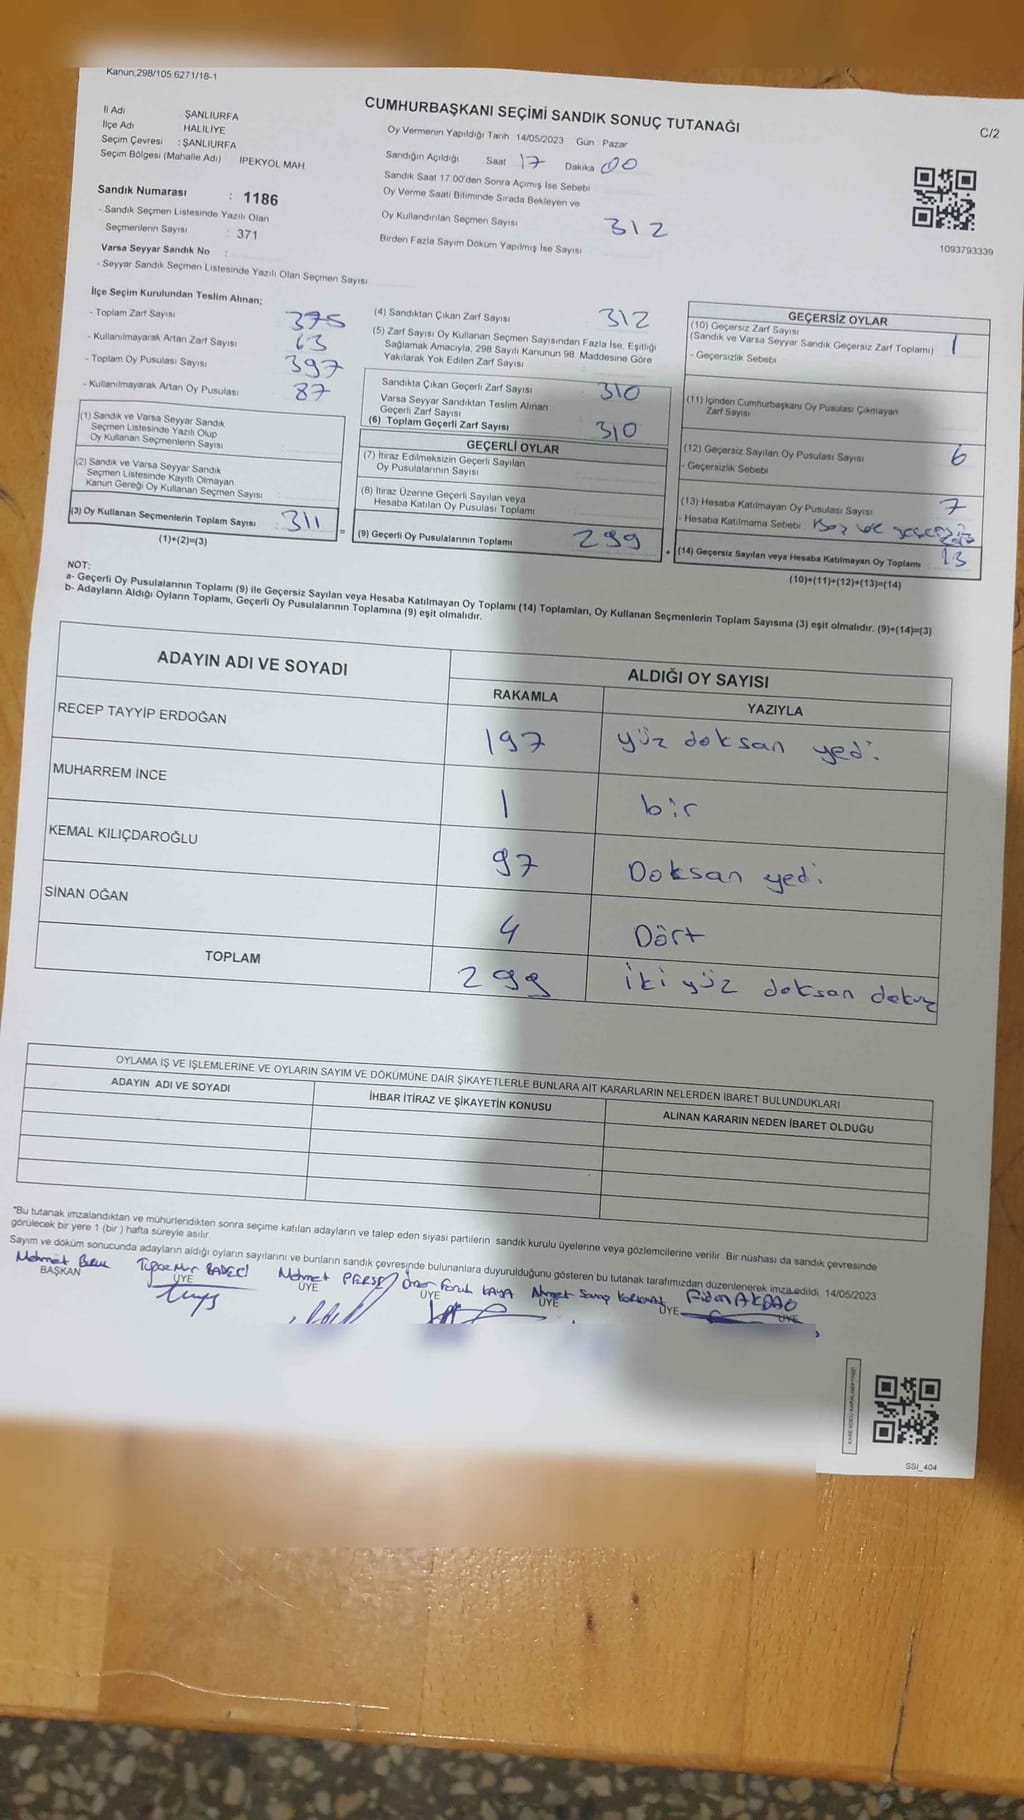 Kanun:298/105 6271/18-1
CUMHURBAŞKANI SEÇİMİ SANDIK SONUÇ TUTANAĞI
C/2
İl Adı ŞANLIURFA
İlçe Adı HALİLİYE
Seçim Çevresi : ŞANLIURFA
Seçim Bölgesi (Mahalle Adı) İPEKYOL MAH
Oy Vermenin Yapıldığı Tarih 14/05/2023 Gün Pazar
Sandığın Açıldığı Saat 17 Dakika 00
Sandık Saat 17:00'den Sonra Açımış İse Sebebi
Oy Verme Saati Bitiminde Sırada Bekleyen ve
Oy Kullandırılan Seçmen Sayısı 312
Birden Fazla Sayım Döküm Yapılmış İse Sayısı
1093793339
Sandık Numarası : 1186
- Sandık Seçmen Listesinde Yazılı Olan
Seçmenlerin Sayısı : 371
Varsa Seyyar Sandık No :
- Seyyar Sandık Seçmen Listesinde Yazılı Olan Seçmen Sayısı
İlçe Seçim Kurulundan Teslim Alınan;
- Toplam Zarf Sayısı 375
- Kullanılmayarak Artan Zarf Sayısı 63
- Toplam Oy Pusulası Sayısı 397
- Kullanılmayarak Artan Oy Pusulası 87
(1) Sandık ve Varsa Seyyar Sandık
Seçmen Listesinde Yazılı Olup
Oy Kullanan Seçmenlerin Sayısı
(2) Sandık ve Varsa Seyyar Sandık
Seçmen Listesinde Kayıtlı Olmayan
Kanun Gereği Oy Kullanan Seçmen Sayısı
(3) Oy Kullanan Seçmenlerin Toplam Sayısı 311 =
(1)+(2)=(3)
(4) Sandıktan Çıkan Zarf Sayısı 312
(5) Zarf Sayısı Oy Kullanan Seçmen Sayısından Fazla İse, Eşitliği
Sağlamak Amacıyla, 298 Sayılı Kanunun 98. Maddesine Göre
Yakılarak Yok Edilen Zarf Sayısı
Sandıkta Çıkan Geçerli Zarf Sayısı 310
Varsa Seyyar Sandıktan Teslim Alınan
Geçerli Zarf Sayısı
(6) Toplam Geçerli Zarf Sayısı 310
GEÇERLİ OYLAR
(7) İtiraz Edilmeksizin Geçerli Sayılan
Oy Pusulalarının Sayısı
(8) İtiraz Üzerine Geçerli Sayılan veya
Hesaba Katılan Oy Pusulası Toplamı
(9) Geçerli Oy Pusulalarının Toplamı 299 +
GEÇERSİZ OYLAR
(10) Geçersiz Zarf Sayısı
(Sandık ve Varsa Seyyar Sandık Geçersiz Zarf Toplamı) 1
- Geçersizlik Sebebi
(11) İçinden Cumhurbaşkanı Oy Pusulası Çıkmayan
Zarf Sayısı
(12) Geçersiz Sayılan Oy Pusulası Sayısı 6
- Geçersizlik Sebebi
(13) Hesaba Katılmayan Oy Pusulası Sayısı 7
- Hesaba Katılmama Sebebi Boş ve geçersiz
(14) Geçersiz Sayılan veya Hesaba Katılmayan Oy Toplamı 13
(10)+(11)+(12)+(13)=(14)
NOT:
a- Geçerli Oy Pusulalarının Toplamı (9) ile Geçersiz Sayılan veya Hesaba Katılmayan Oy Toplamı (14) Toplamları, Oy Kullanan Seçmenlerin Toplam Sayısına (3) eşit olmalıdır. (9)+(14)=(3)
b- Adayların Aldığı Oyların Toplamı, Geçerli Oy Pusulalarının Toplamına (9) eşit olmalıdır.
ADAYIN ADI VE SOYADI ALDIĞI OY SAYISI
RAKAMLA YAZIYLA
RECEP TAYYİP ERDOĞAN 197 yüz doksan yedi.
MUHARREM İNCE 1 bir
KEMAL KILIÇDAROĞLU 97 Doksan yedi.
SİNAN OĞAN 4 Dört
TOPLAM 299 iki yüz doksan dokuz
OYLAMA İŞ VE İŞLEMLERİNE VE OYLARIN SAYIM VE DÖKÜMÜNE DAİR ŞİKAYETLERLE BUNLARA AİT KARARLARIN NELERDEN İBARET BULUNDUKLARI
ADAYIN ADI VE SOYADI İHBAR İTİRAZ VE ŞİKAYETİN KONUSU ALINAN KARARIN NEDEN İBARET OLDUĞU
*Bu tutanak imzalandıktan ve mühürlendikten sonra seçime katılan adayların ve talep eden siyasi partilerin sandık kurulu üyelerine veya gözlemcilerine verilir. Bir nüshası da sandık çevresinde
görülecek bir yere 1 (bir ) hafta süreyle asılır.
Sayım ve döküm sonucunda adayların aldığı oyların sayılarını ve bunların sandık çevresinde bulunanlara duyurulduğunu gösteren bu tutanak tarafımızdan düzenlenerek imza edildi. 14/05/2023
Mehmet Mehmet Ömer Faruk KAYA Ahmet AKDAĞ
BAŞKAN ÜYE ÜYE ÜYE ÜYE ÜYE ÜYE
SSİ_404